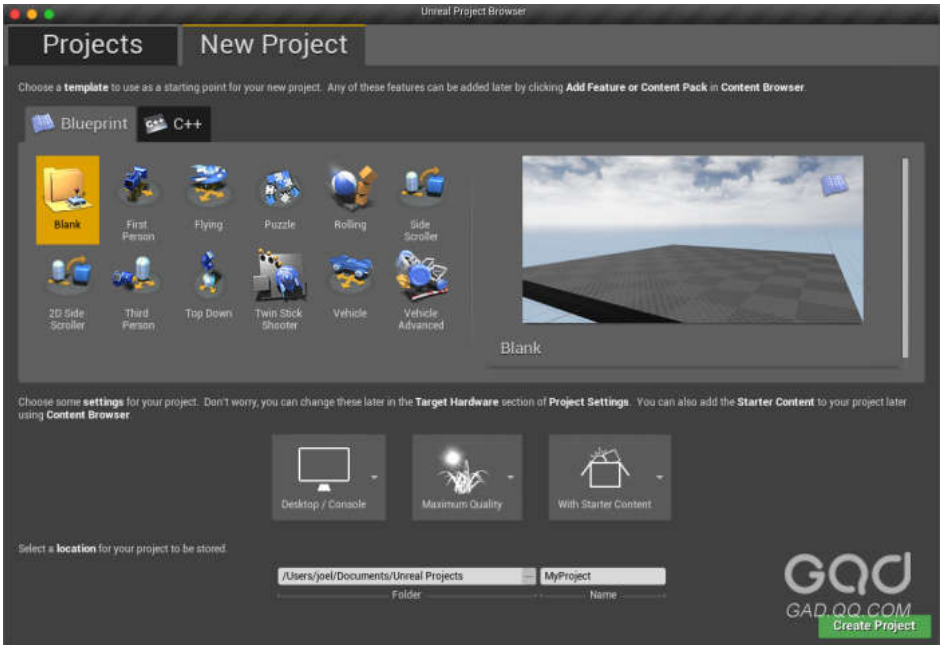 Unreal Project Browser
Projects
New Project
Choose a template to use as a starting point for your new project. Any of these features can be added later by clicking Add Feature or Content Pack in Content Browser.
Blueprint
C++
Blank
First
Person
Flying
Puzzle
Rolling
Side
Scroller
2D Side
Scroller
Third
Person
Top Down
Twin Stick
Shooter
Vehicle
Vehicle
Advanced
Blank
Choose some settings for your project. Don't worry, you can change these later in the Target Hardware section of Project Settings. You can also add the Starter Content to your project later
using Content Browser.
Desktop / Console
Maximum Quality
With Starter Content
Select a location for your project to be stored.
/Users/joel/Documents/Unreal Projects
...
MyProject
Folder
Name
GAD
GAD.QQ.COM
Create Project